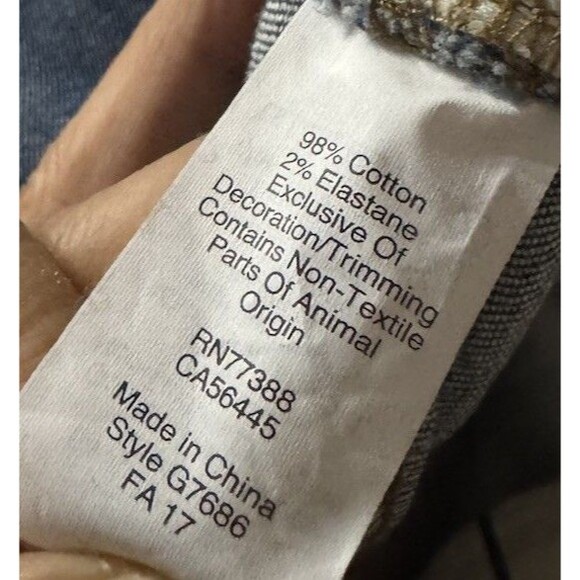 98% Cotton
2% Elastane
Exclusive Of
Decoration/Trimming
Contains Non-Textile
Parts Of Animal
Origin
RN77388
CA56445
Made in China
Style G7686
FA 17